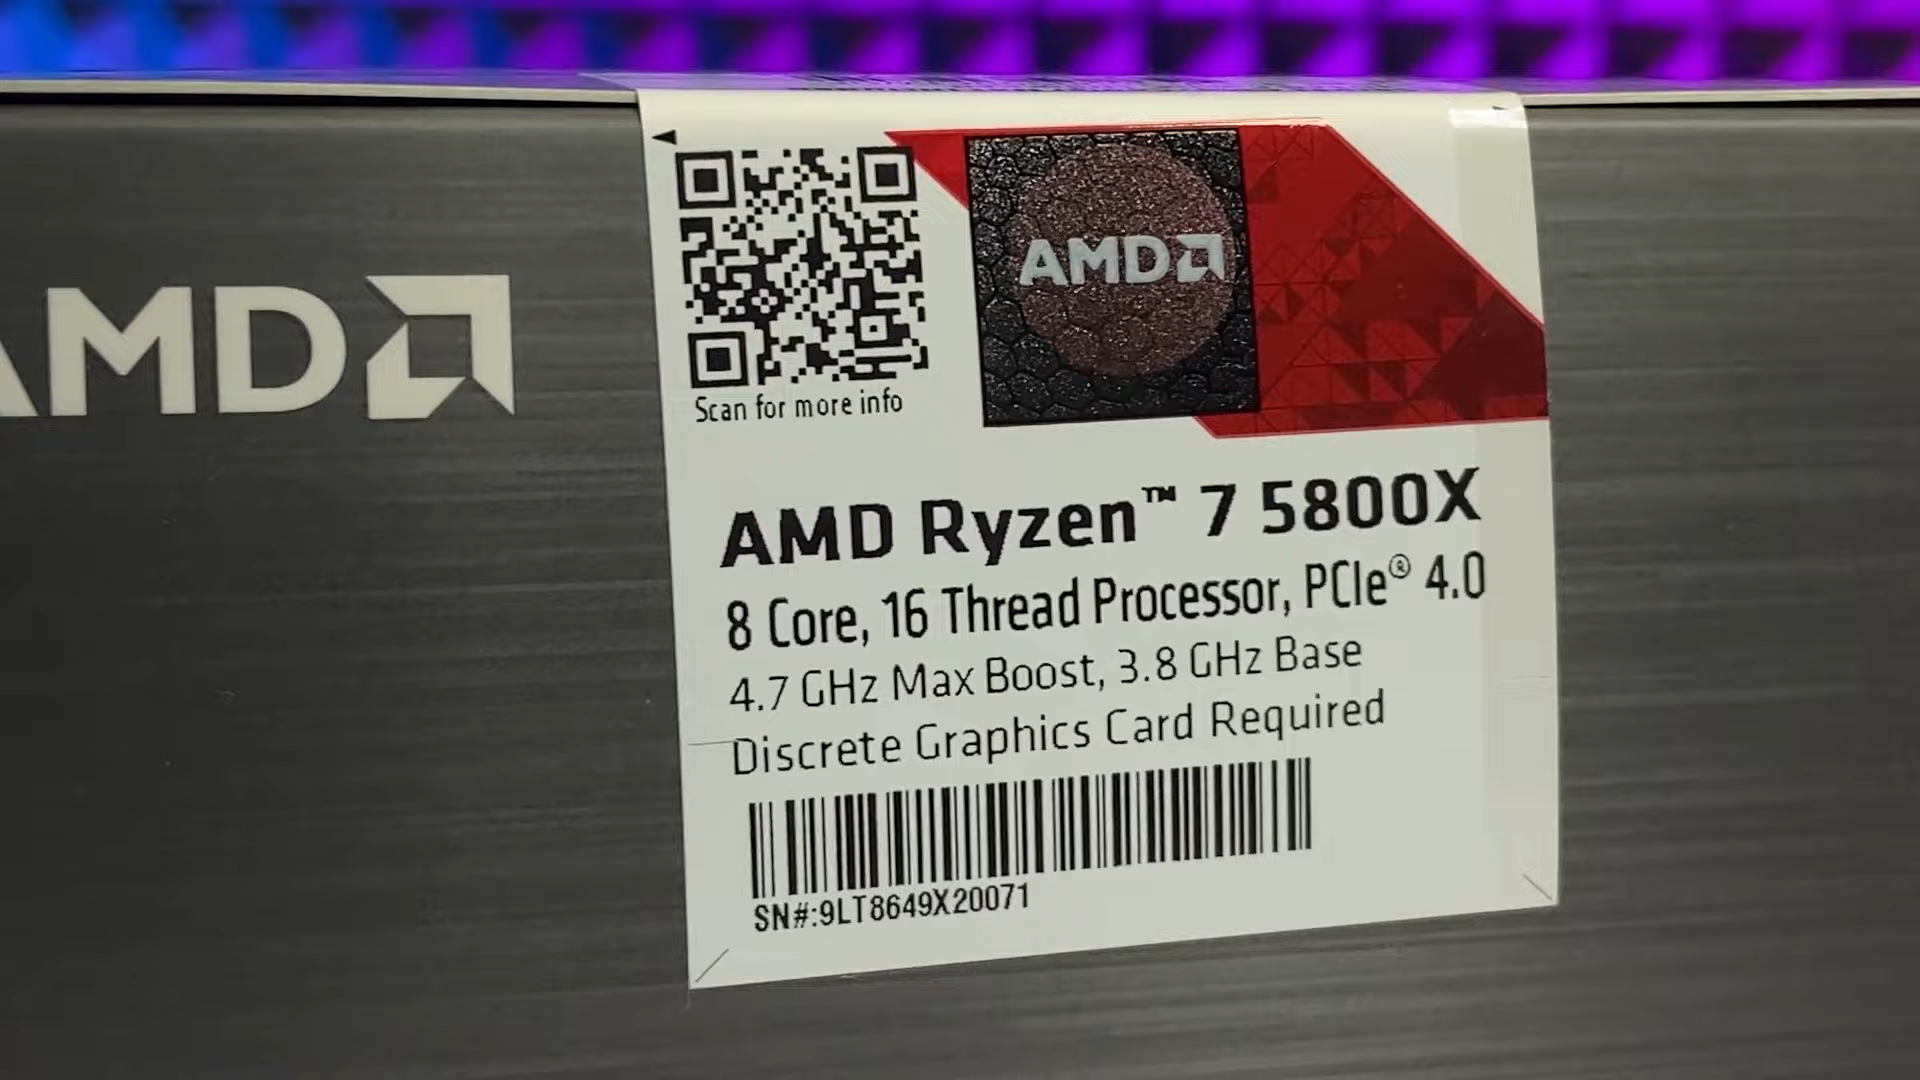 AMD
Scan for more info
AMD
AMD Ryzen™ 7 5800X
8 Core, 16 Thread Processor, PCIe® 4.0
4.7 GHz Max Boost, 3.8 GHz Base
Discrete Graphics Card Required
SN#:9LT8649X20071